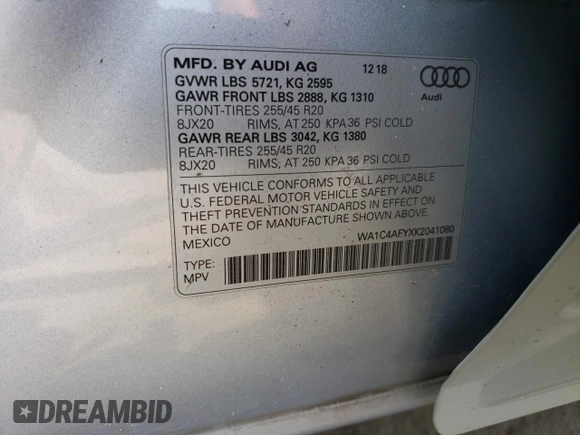 MFD. BY AUDI AG 12 18
GVWR LBS 5721, KG 2595
GAWR FRONT LBS 2888, KG 1310
FRONT-TIRES 255/45 R20
8JX20 RIMS, AT 250 KPA 36 PSI COLD
GAWR REAR LBS 3042, KG 1380
REAR-TIRES 255/45 R20
8JX20 RIMS, AT 250 KPA 36 PSI COLD
Audi
THIS VEHICLE CONFORMS TO ALL APPLICABLE
U.S. FEDERAL MOTOR VEHICLE SAFETY AND
THEFT PREVENTION STANDARDS IN EFFECT ON
THE DATE OF MANUFACTURE SHOWN ABOVE.
MEXICO WA1C4AFYXK2041080
TYPE:
MPV
DREAMBID